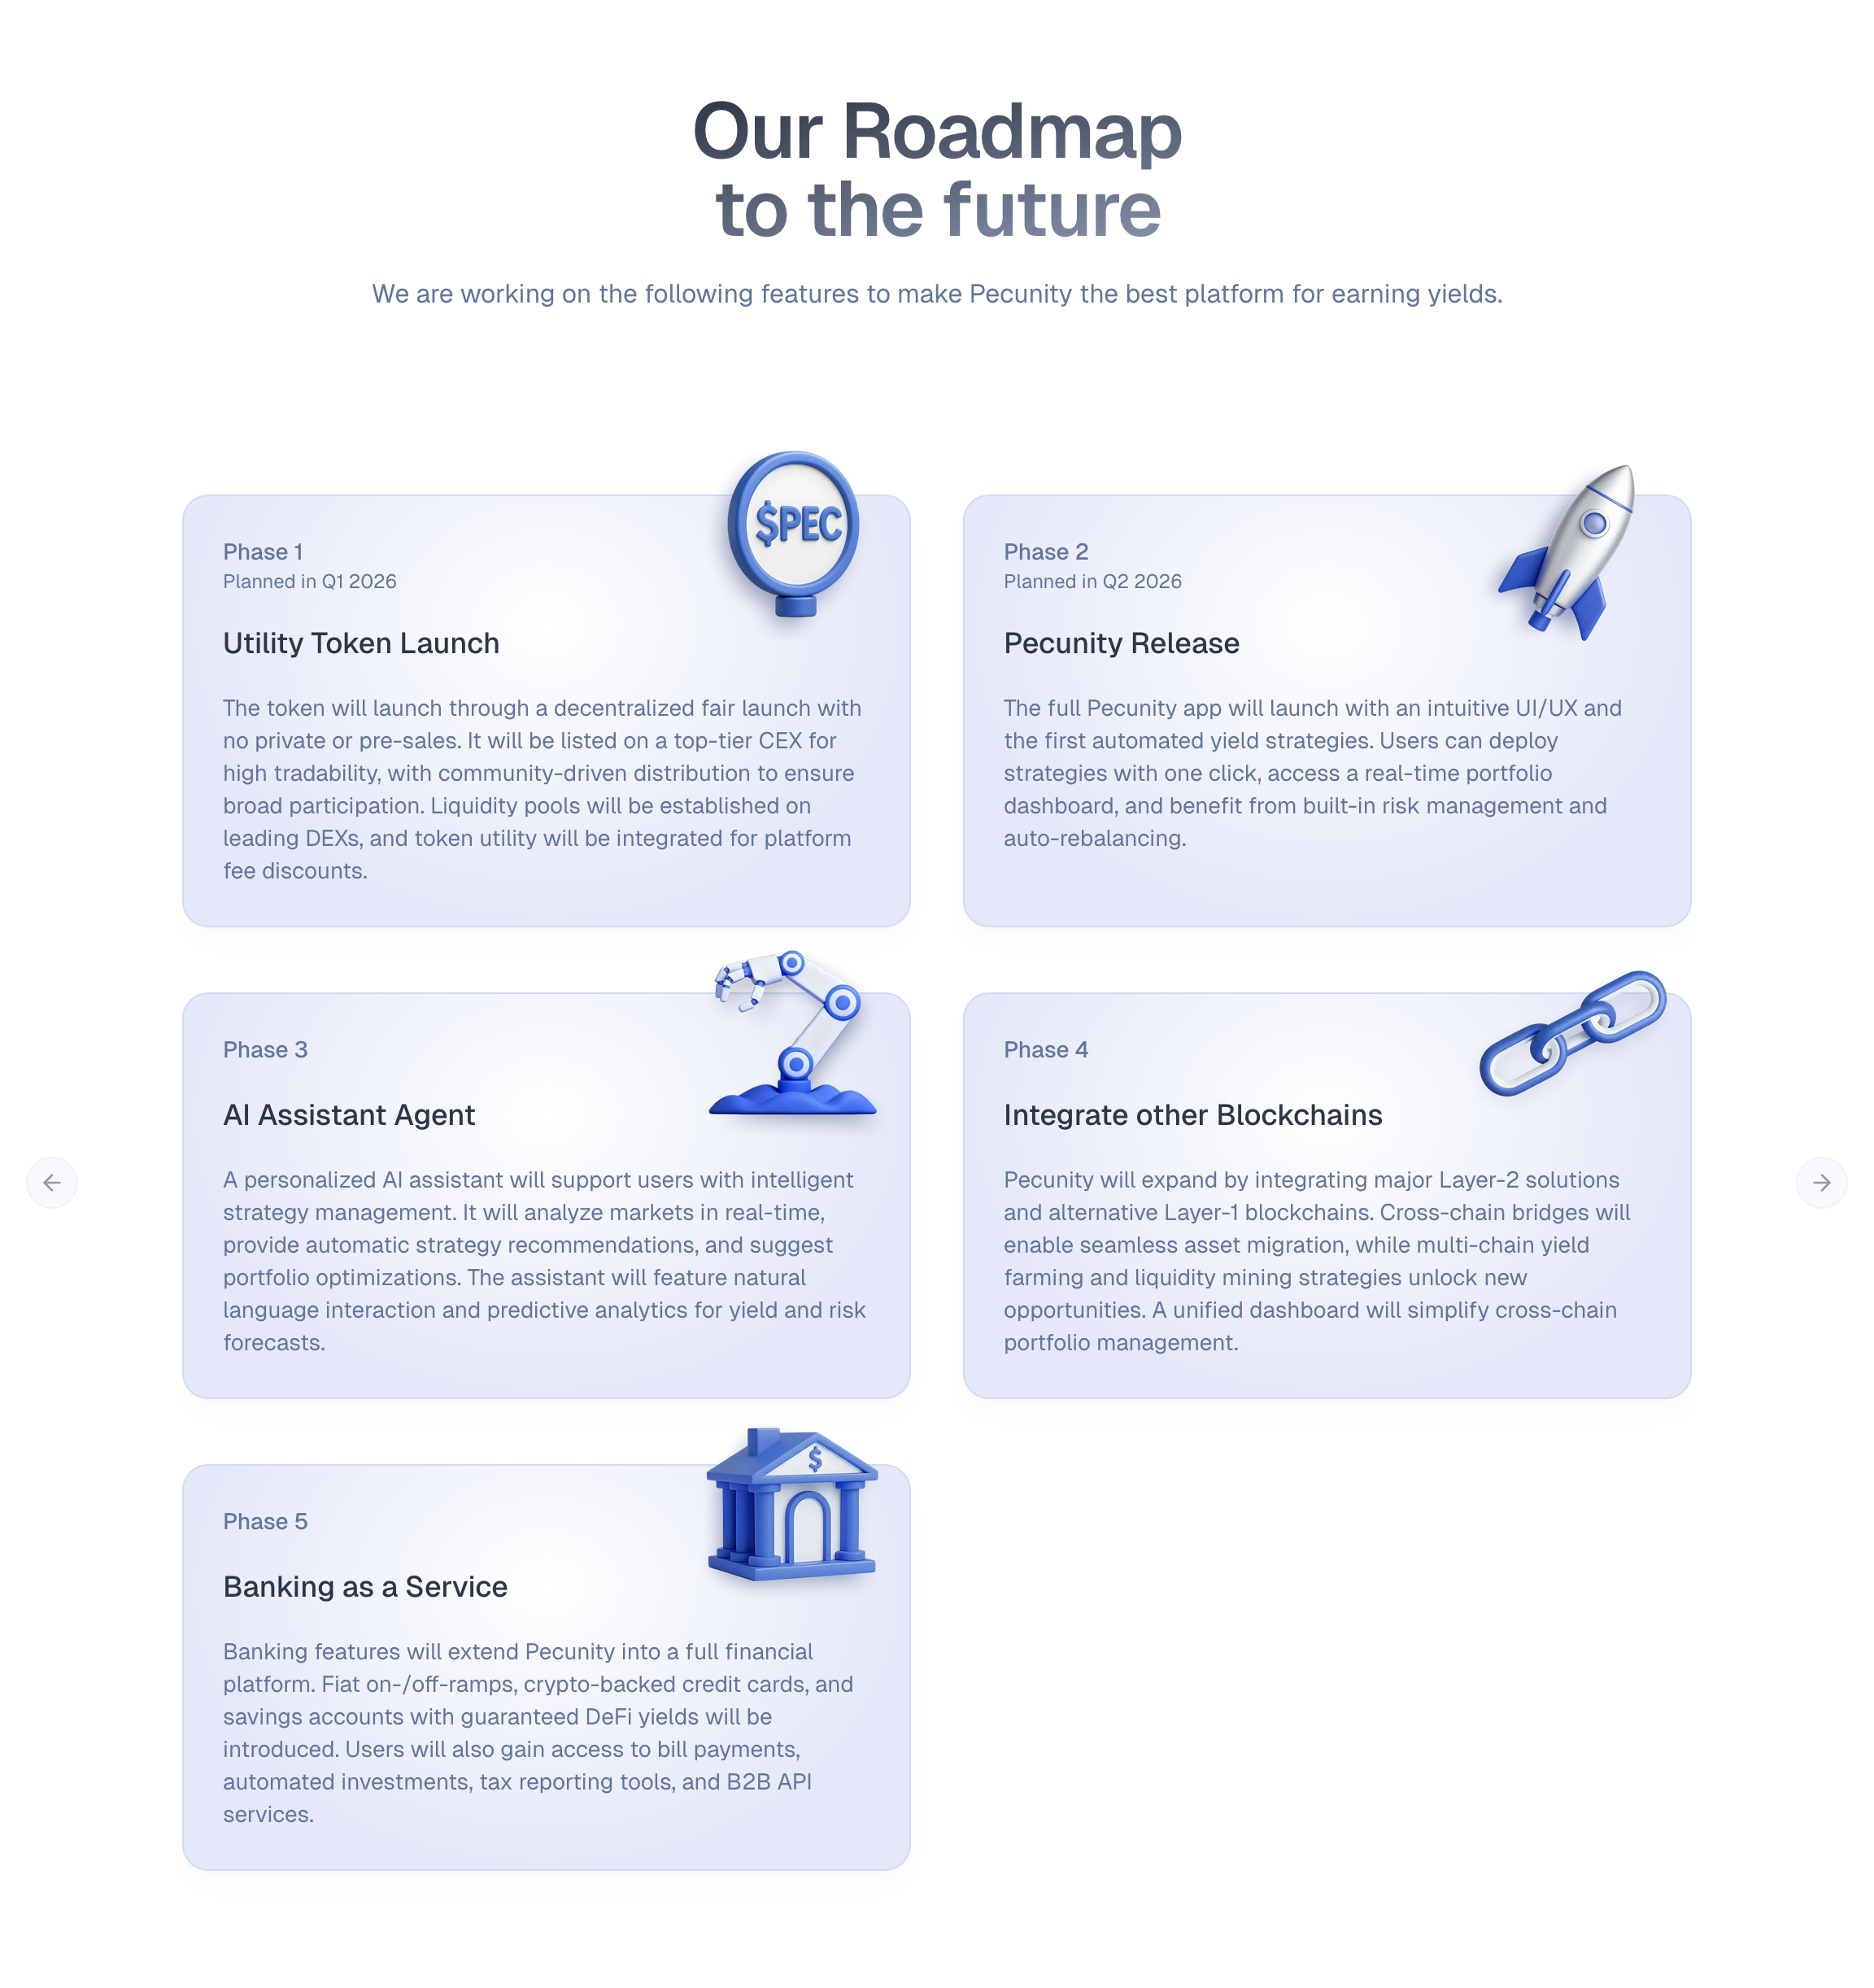 Our Roadmap
to the future
We are working on the following features to make Pecunity the best platform for earning yields.
$PEC
Phase 1
Planned in Q1 2026
Utility Token Launch
The token will launch through a decentralized fair launch with
no private or pre-sales. It will be listed on a top-tier CEX for
high tradability, with community-driven distribution to ensure
broad participation. Liquidity pools will be established on
leading DEXs, and token utility will be integrated for platform
fee discounts.
Phase 2
Planned in Q2 2026
Pecunity Release
The full Pecunity app will launch with an intuitive UI/UX and
the first automated yield strategies. Users can deploy
strategies with one click, access a real-time portfolio
dashboard, and benefit from built-in risk management and
auto-rebalancing.
Phase 3
AI Assistant Agent
A personalized AI assistant will support users with intelligent
strategy management. It will analyze markets in real-time,
provide automatic strategy recommendations, and suggest
portfolio optimizations. The assistant will feature natural
language interaction and predictive analytics for yield and risk
forecasts.
Phase 4
Integrate other Blockchains
Pecunity will expand by integrating major Layer-2 solutions
and alternative Layer-1 blockchains. Cross-chain bridges will
enable seamless asset migration, while multi-chain yield
farming and liquidity mining strategies unlock new
opportunities. A unified dashboard will simplify cross-chain
portfolio management.
$
Phase 5
Banking as a Service
Banking features will extend Pecunity into a full financial
platform. Fiat on-/off-ramps, crypto-backed credit cards, and
savings accounts with guaranteed DeFi yields will be
introduced. Users will also gain access to bill payments,
automated investments, tax reporting tools, and B2B API
services.